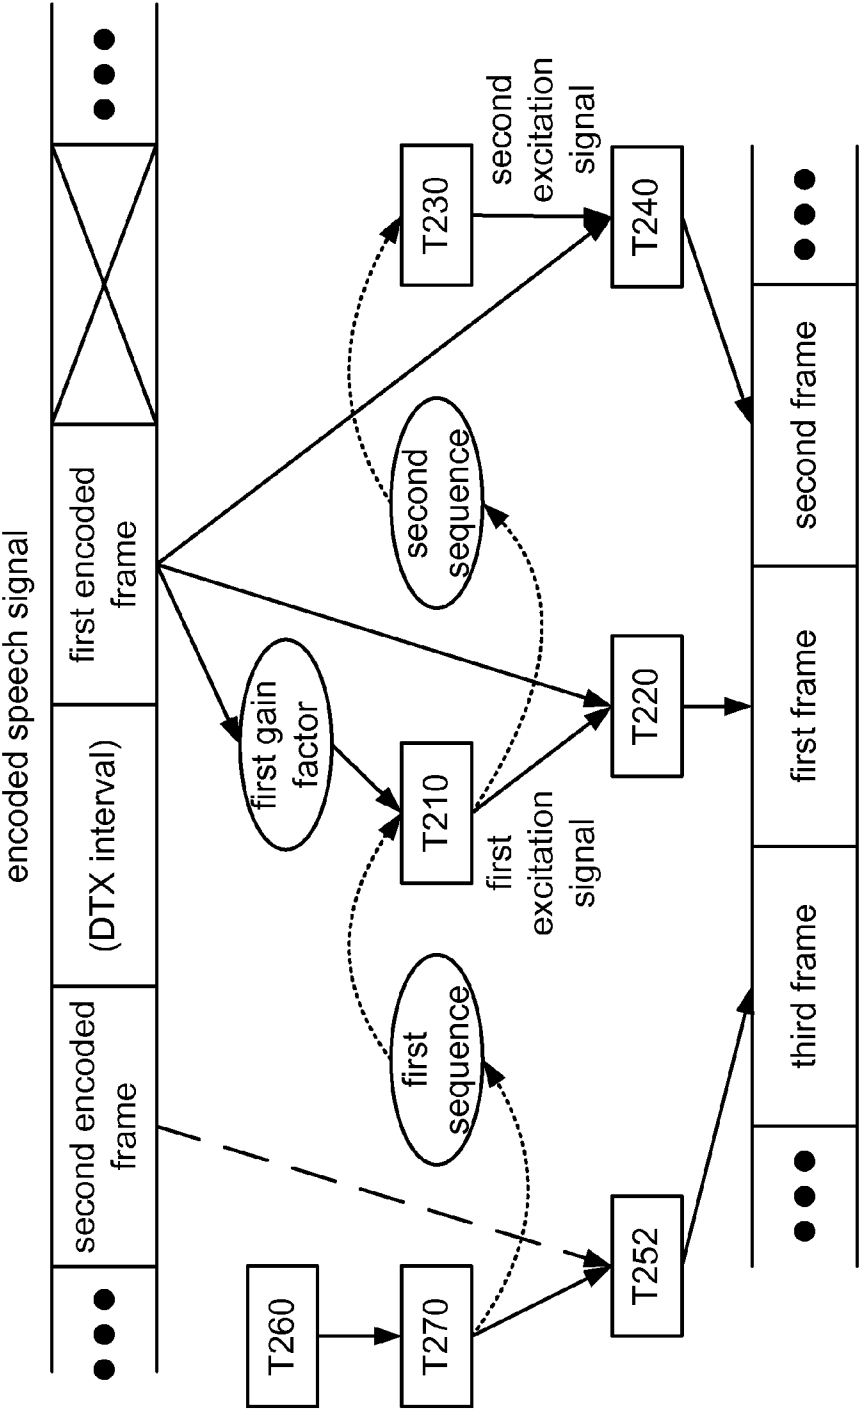 encoded speech signal
second encoded
frame
(DTX interval)
first encoded
frame
T260
first gain
factor
T270
first
sequence
T210
second
sequence
T230
first
excitation
signal
second
excitation
signal
T252
T220
T240
third frame
first frame
second frame